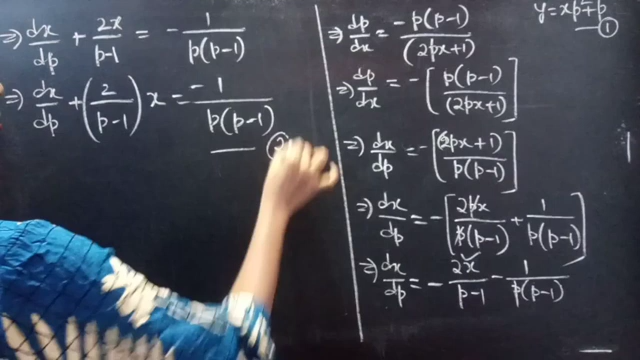 y = xp² + p
① 
⇒ dx/dp + 2x/(p-1) = - 1/(p(p-1))
⇒ dx/dp + (2/(p-1)) x = -1/(p(p-1))
②
⇒ dp/dx = -p(p-1)/(2px+1)
⇒ dp/dx = -[p(p-1)/(2px+1)]
⇒ dx/dp = -[(2px+1)/(p(p-1))]
⇒ dx/dp = -[2px/(p(p-1)) + 1/(p(p-1))]
⇒ dx/dp = - 2x/(p-1) - 1/(p(p-1))